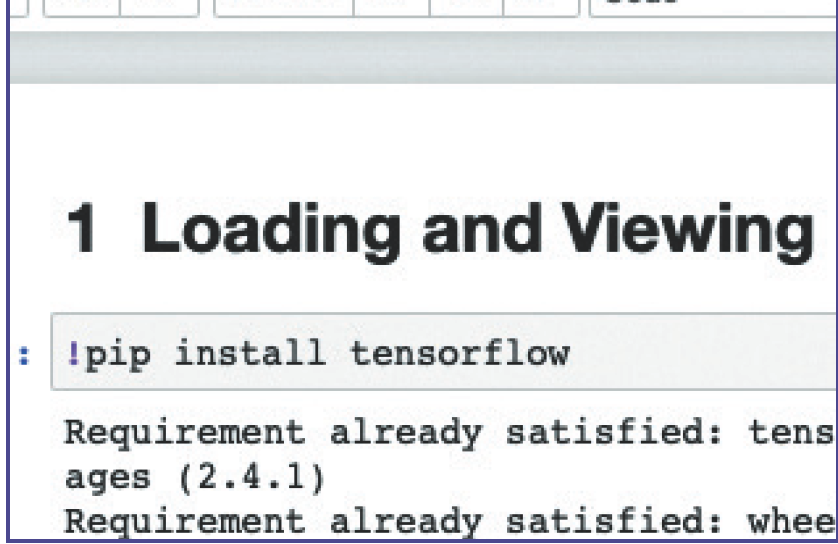 1 Loading and Viewing
: !pip install tensorflow
Requirement already satisfied: tens
ages (2.4.1)
Requirement already satisfied: whee